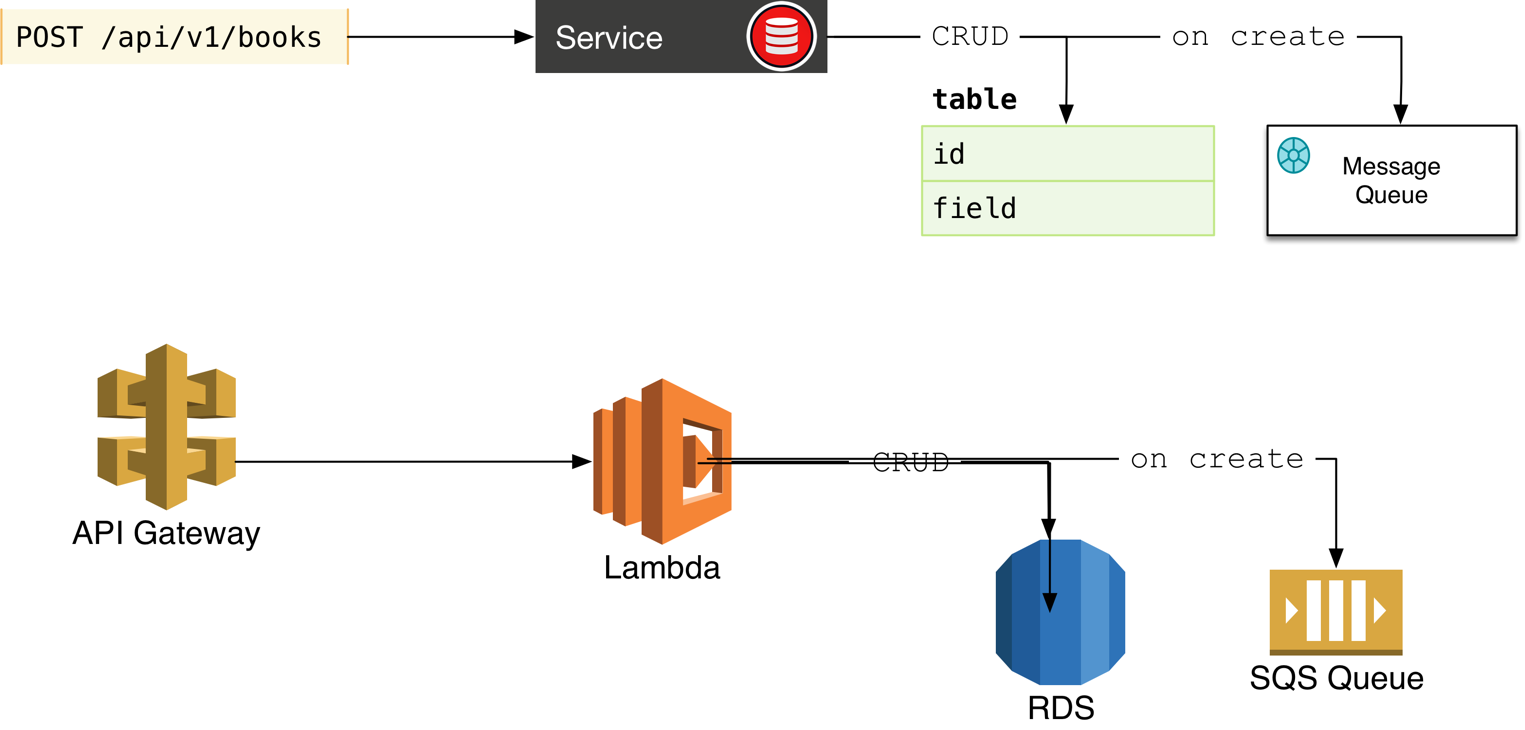 POST /api/v1/books
Service
CRUD
on create
table
id
field
Message
Queue
API Gateway
Lambda
CRUD
on create
RDS
SQS Queue